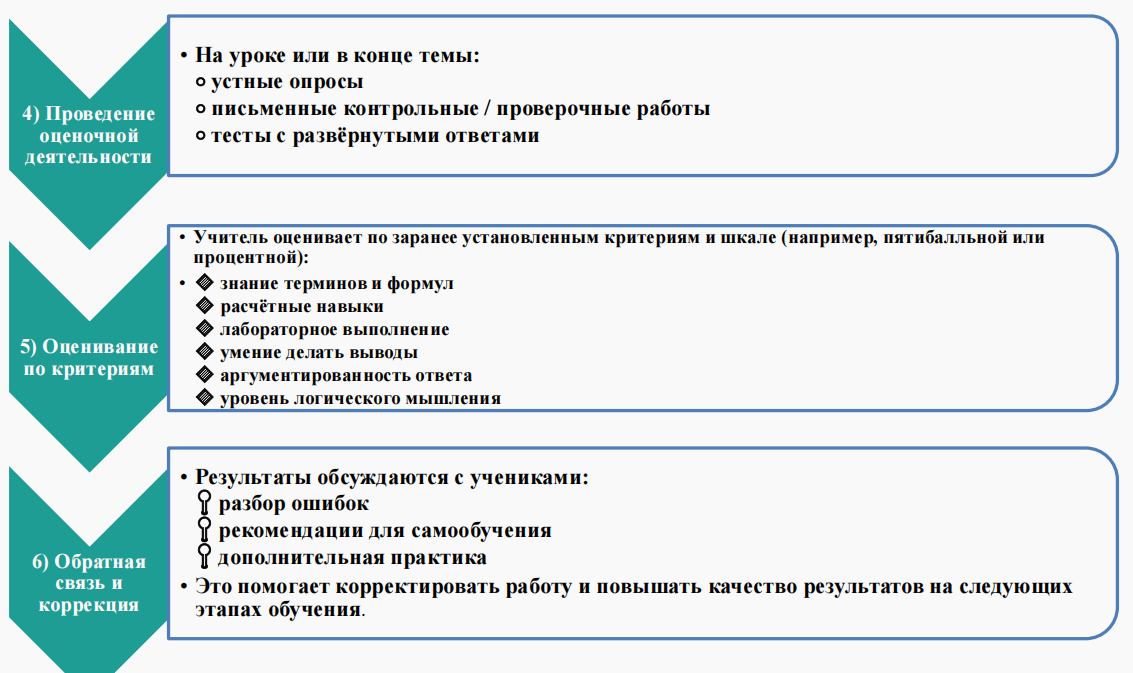 4) Проведение
оценочной
деятельности
• На уроке или в конце темы:
устные опросы
письменные контрольные / проверочные работы
тесты с развёрнутыми ответами
5) Оценивание
по критериям
• Учитель оценивает по заранее установленным критериям и шкале (например, пятибалльной или
процентной):
• знание терминов и формул
расчётные навыки
лабораторное выполнение
умение делать выводы
аргументированность ответа
уровень логического мышления
6) Обратная
связь и
коррекция
• Результаты обсуждаются с учениками:
разбор ошибок
рекомендации для самообучения
дополнительная практика
• Это помогает корректировать работу и повышать качество результатов на следующих
этапах обучения.